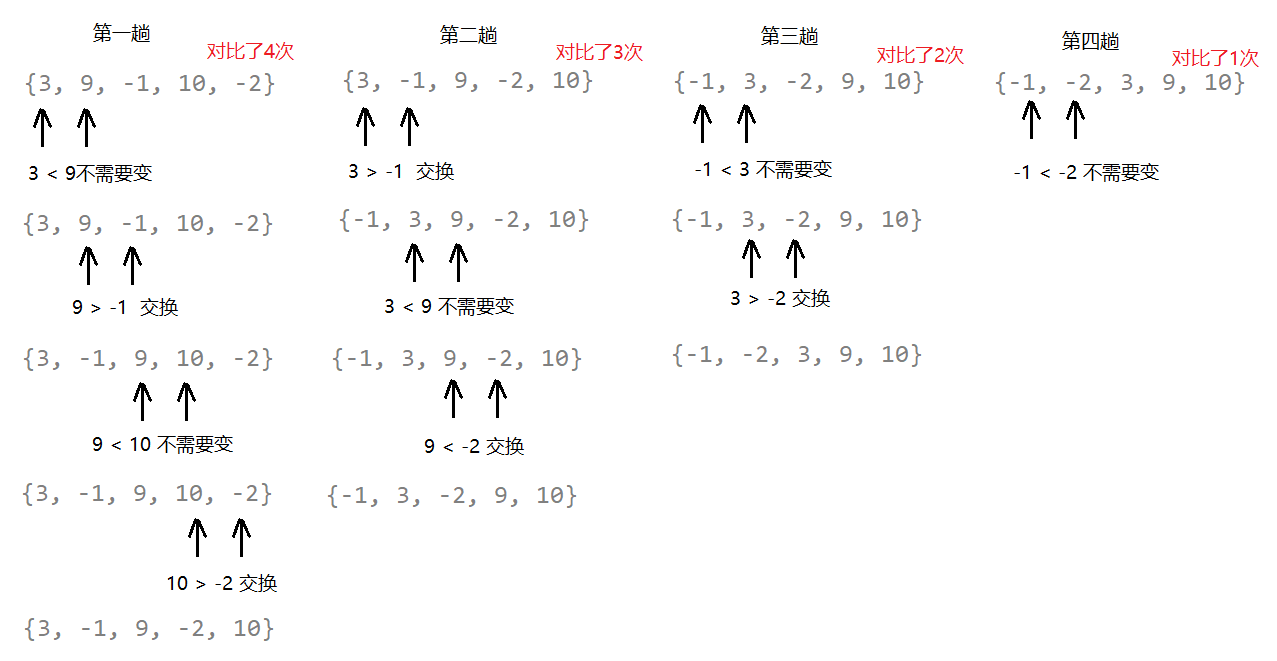 第一趟
对比了4次
{3, 9, -1, 10, -2}
3 < 9不需要变
{3, 9, -1, 10, -2}
9 > -1 交换
{3, -1, 9, 10, -2}
9 < 10 不需要变
{3, -1, 9, 10, -2}
10 > -2 交换
{3, -1, 9, -2, 10}
第二趟
对比了3次
{3, -1, 9, -2, 10}
3 > -1 交换
{-1, 3, 9, -2, 10}
3 < 9 不需要变
{-1, 3, 9, -2, 10}
9 < -2 交换
{-1, 3, -2, 9, 10}
第三趟
对比了2次
{-1, 3, -2, 9, 10}
-1 < 3 不需要变
{-1, 3, -2, 9, 10}
3 > -2 交换
{-1, -2, 3, 9, 10}
第四趟
对比了1次
{-1, -2, 3, 9, 10}
-1 < -2 不需要变